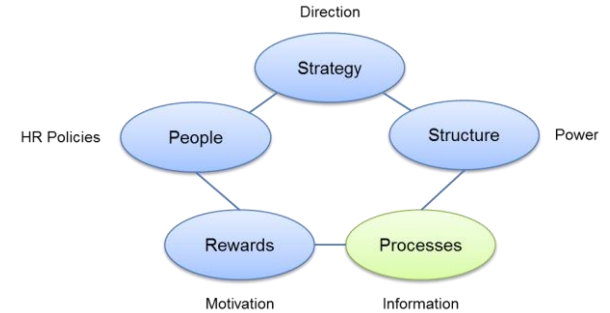 Direction
Strategy
HR Policies
People
Structure
Power
Rewards
Processes
Motivation
Information